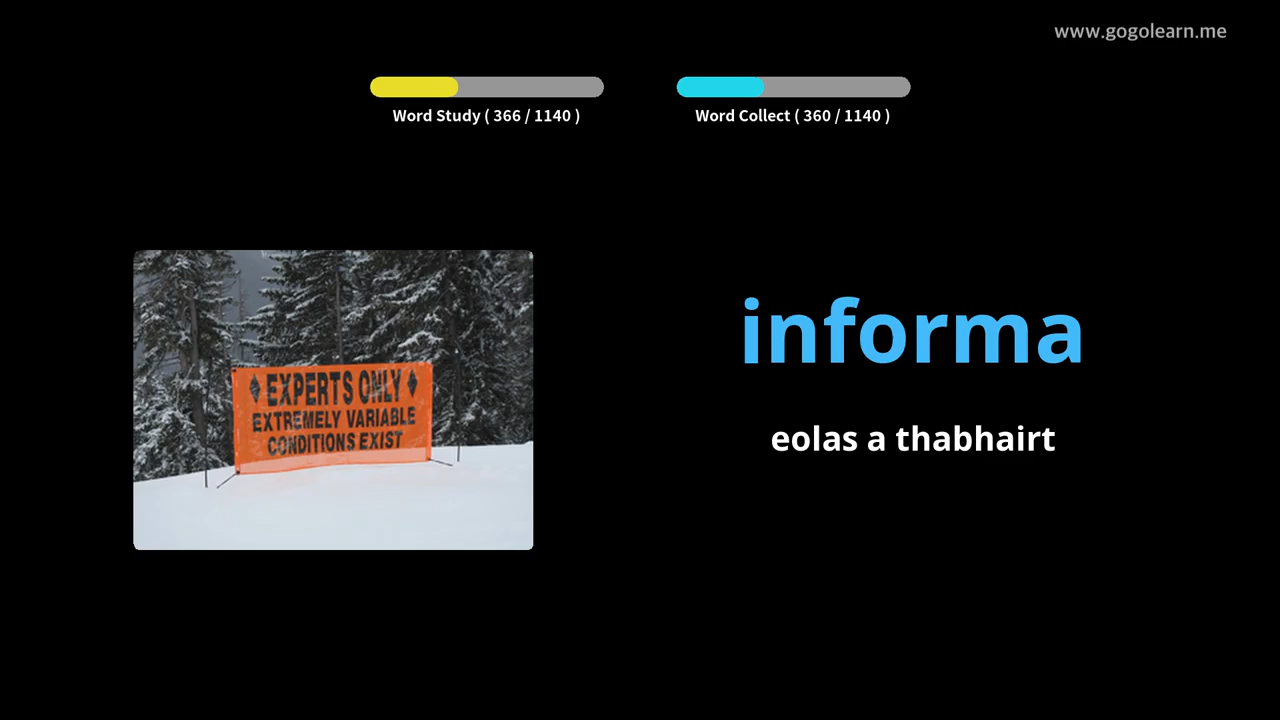 www.gogolearn.me
Word Study ( 366 / 1140 )
Word Collect ( 360 / 1140 )
EXPERTS ONLY
EXTREMELY VARIABLE
CONDITIONS EXIST
informa
eolas a thabhairt